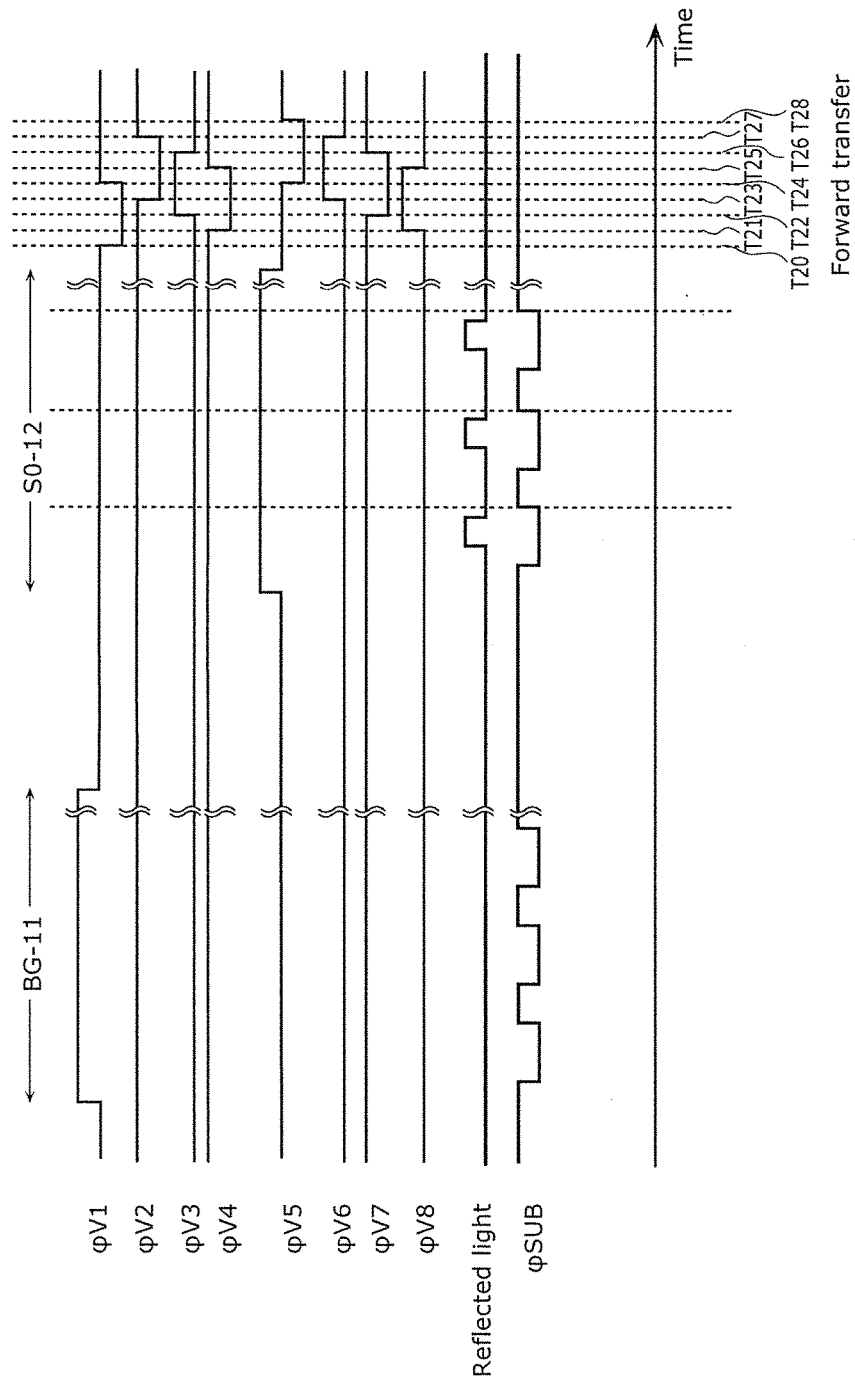 BG-11
S0-12
φV1
φV2
φV3
φV4
φV5
φV6
φV7
φV8
Reflected light
φSUB
Time
T21 T23 T25 T27
T20 T22 T24 T26 T28
Forward transfer